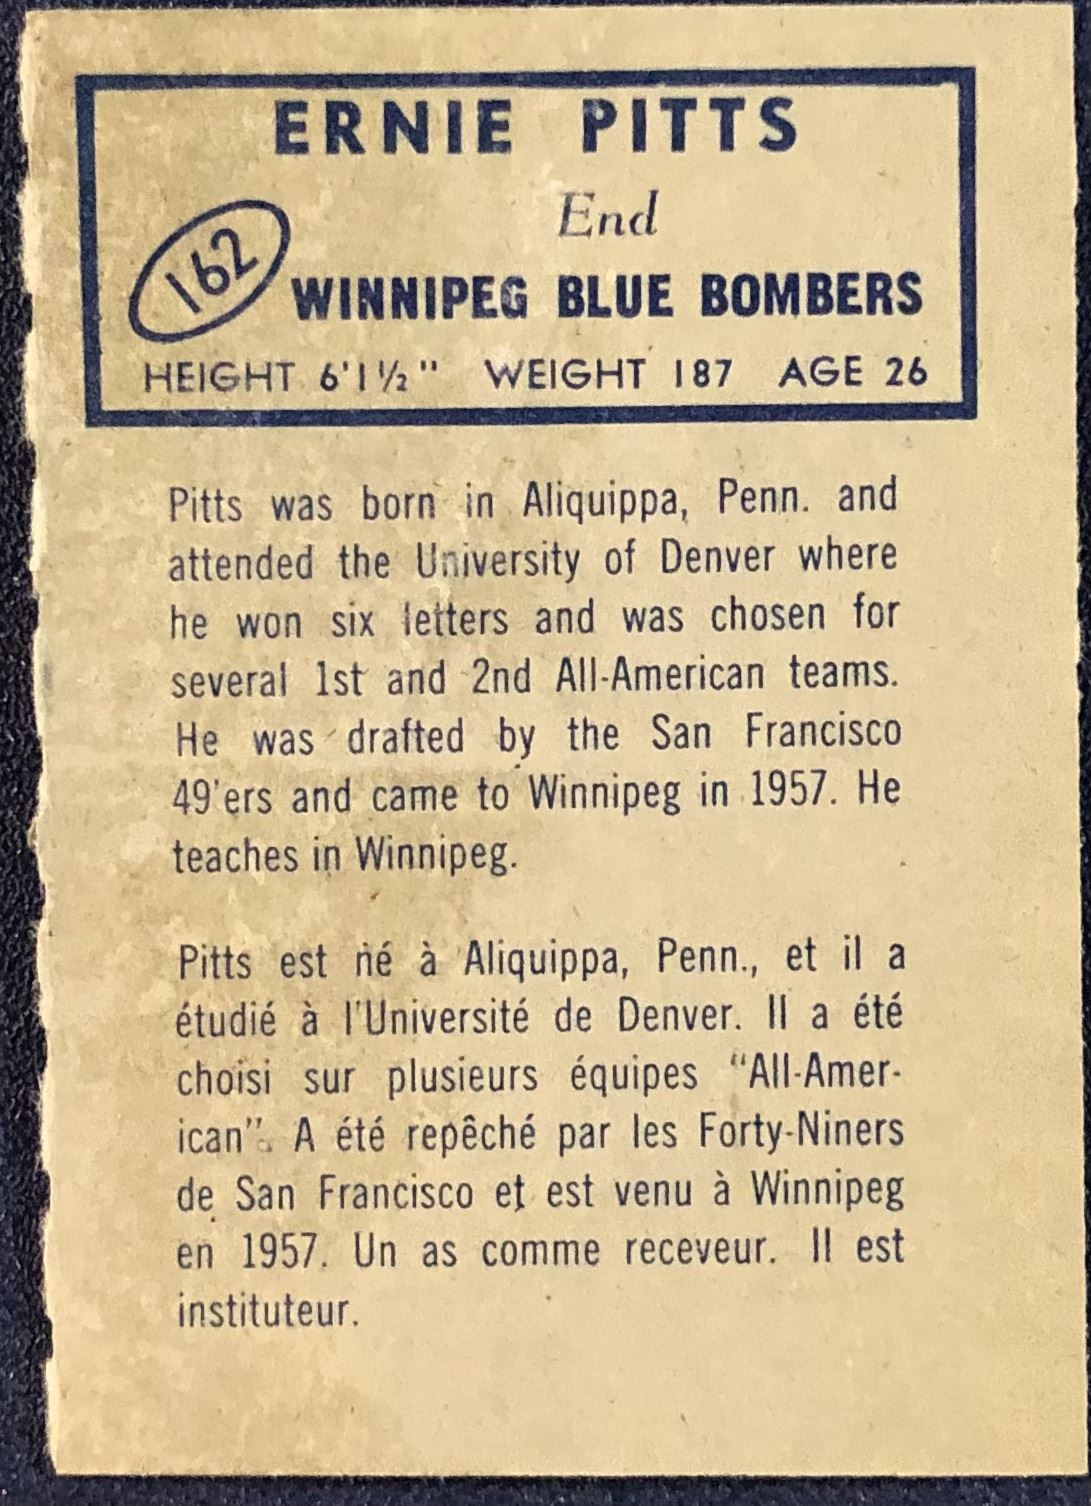 ERNIE PITTS
End
162
WINNIPEG BLUE BOMBERS
HEIGHT 6'1½" WEIGHT 187 AGE 26
Pitts was born in Aliquippa, Penn. and
attended the University of Denver where
he won six letters and was chosen for
several 1st and 2nd All-American teams.
He was drafted by the San Francisco
49'ers and came to Winnipeg in 1957. He
teaches in Winnipeg.
Pitts est né à Aliquippa, Penn., et il a
étudié à l'Université de Denver. Il a été
choisi sur plusieurs équipes "All-Amer-
ican". A été repêché par les Forty-Niners
de San Francisco et est venu à Winnipeg
en 1957. Un as comme receveur. Il est
instituteur.